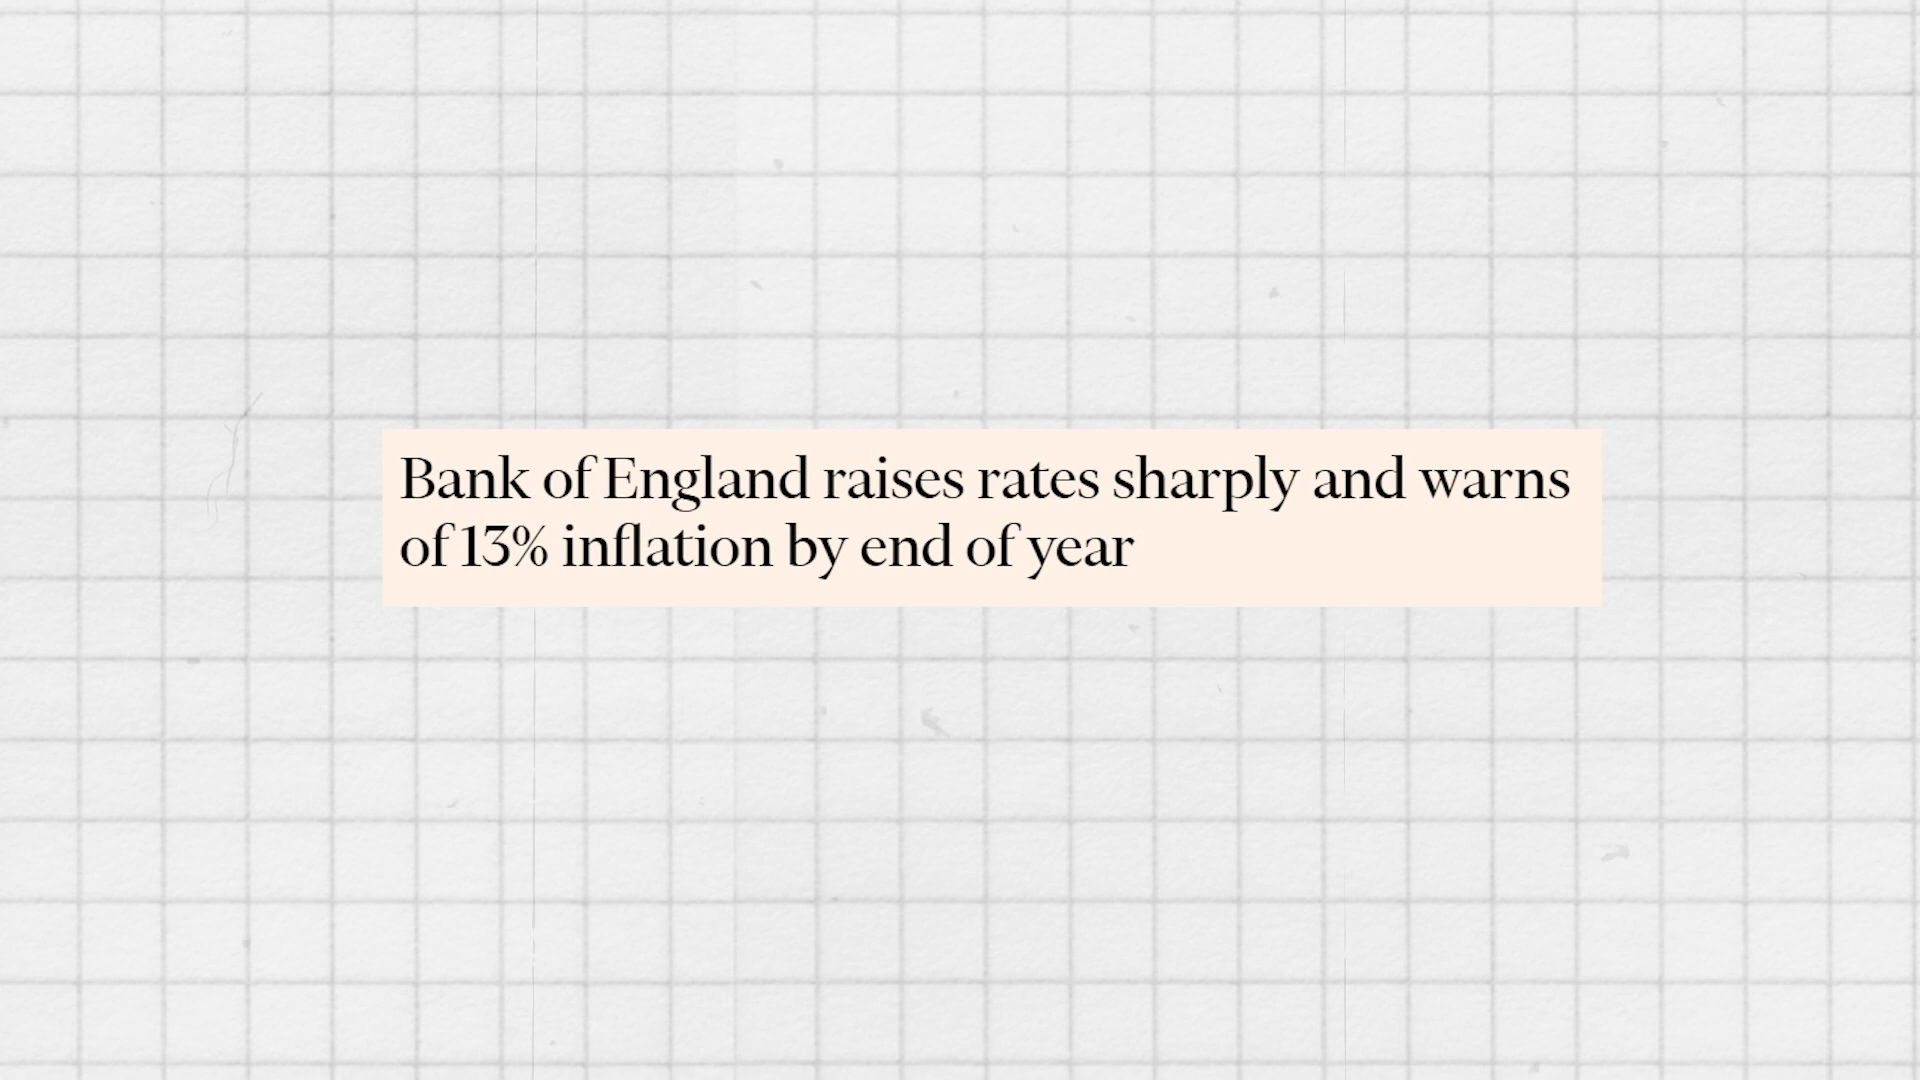 Bank of England raises rates sharply and warns
of 13% inflation by end of year